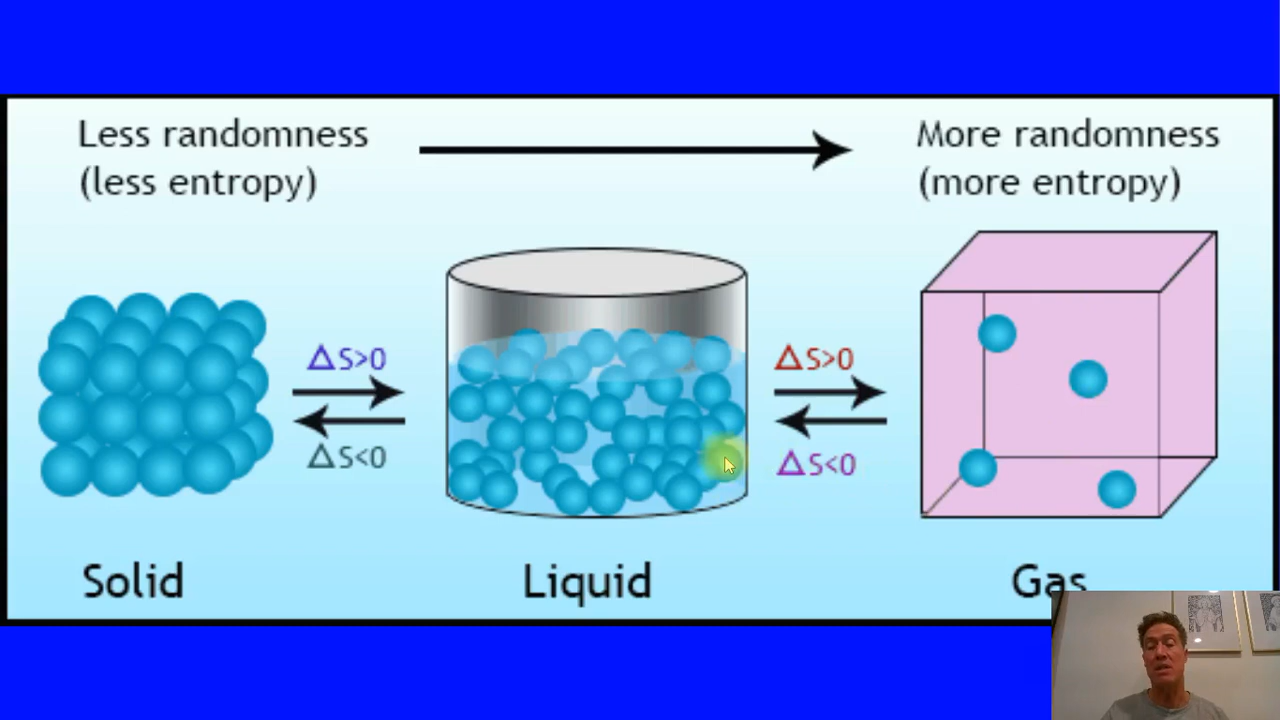 Less randomness
(less entropy)
More randomness
(more entropy)
ΔS>0
ΔS<0
ΔS>0
ΔS<0
Solid
Liquid
Gas